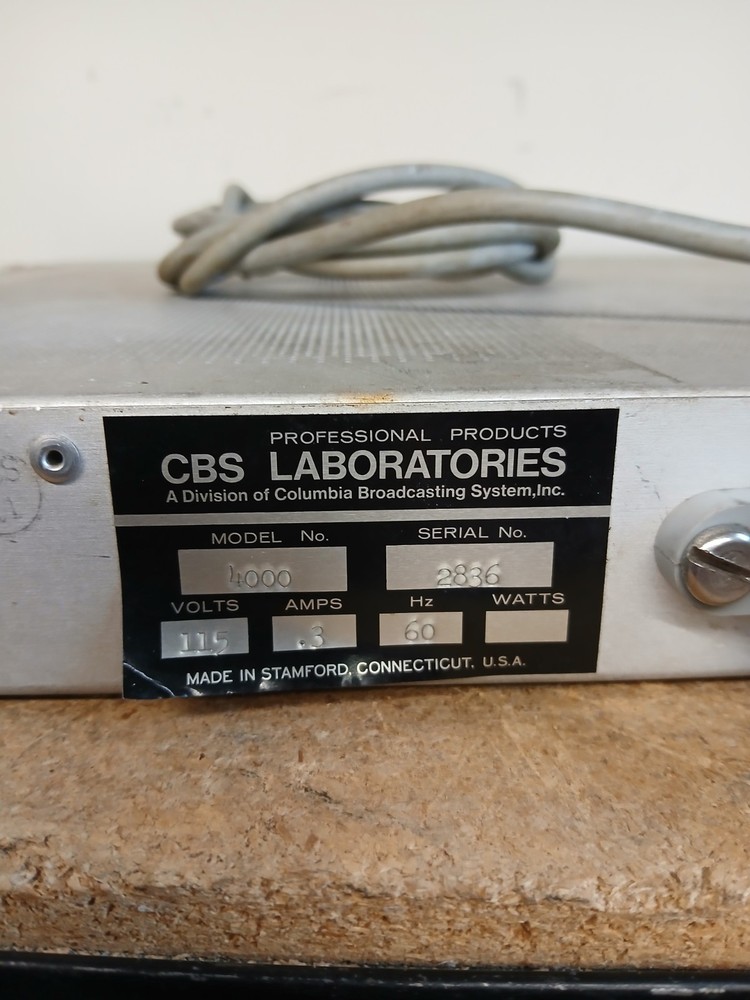 PROFESSIONAL PRODUCTS
CBS LABORATORIES
A Division of Columbia Broadcasting System,Inc.
MODEL No. SERIAL No.
4000 2836
VOLTS AMPS Hz WATTS
115 .3 60
MADE IN STAMFORD, CONNECTICUT, U.S.A.